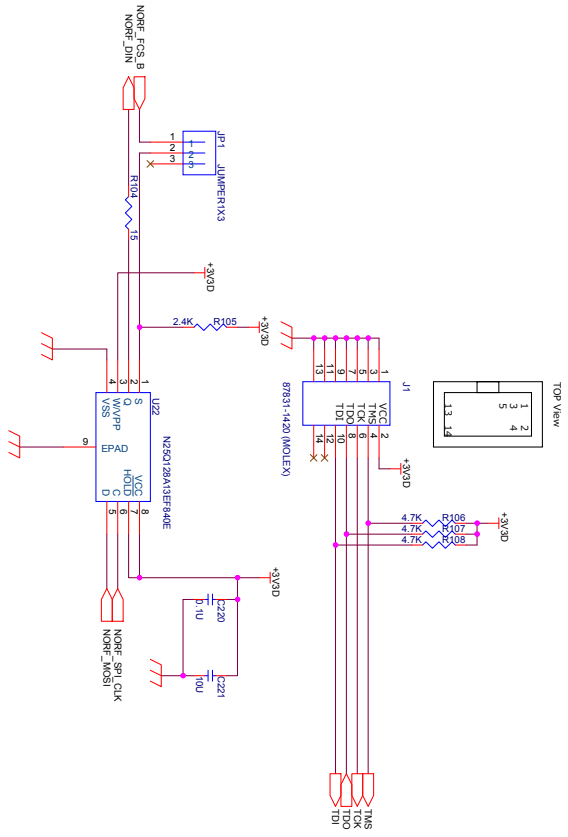 TOP View
1
2
3
4
5
13
14
J1
1
VCC
2
3
TMS
4
5
TCK
6
7
TDO
8
9
TDI
10
11
12
13
14
87831-1420 (MOLEX)
+3V3D
+3V3D
4.7K R106
4.7K R107
4.7K R108
TMS
TCK
TDO
TDI
NORF_FCS_B
NORF_DIN
JP1
1 1
2 2
3 3
JUMPER1X3
R104
15
+3V3D
+3V3D
2.4K R105
U22
1 S
2 Q
3 W/VPP
4 VSS
9 EPAD
VCC 8
HOLD 7
C 6
D 5
N25Q128A13EF840E
+3V3D
C220
0.1U
C221
10U
NORF_SPI_CLK
NORF_MOSI